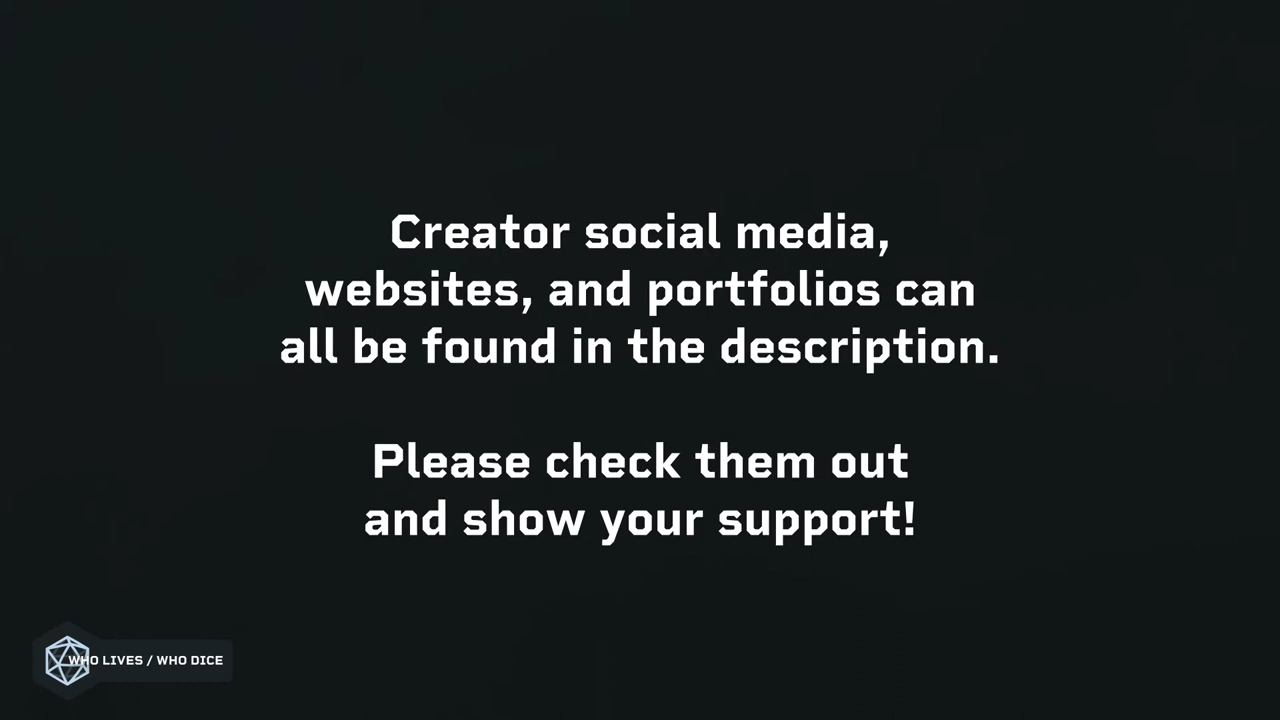 Creator social media,
websites, and portfolios can
all be found in the description.
Please check them out
and show your support!
WHO LIVES / WHO DICE